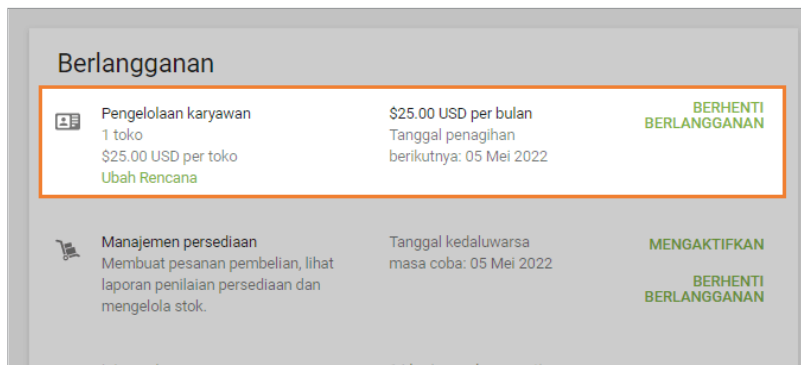 Berlangganan
Pengelolaan karyawan
1 toko
$25.00 USD per toko
Ubah Rencana
$25.00 USD per bulan
Tanggal penagihan
berikutnya: 05 Mei 2022
BERHENTI
BERLANGGANAN
Manajemen persediaan
Membuat pesanan pembelian, lihat
laporan penilaian persediaan dan
mengelola stok.
Tanggal kedaluwarsa
masa coba: 05 Mei 2022
MENGAKTIFKAN
BERHENTI
BERLANGGANAN